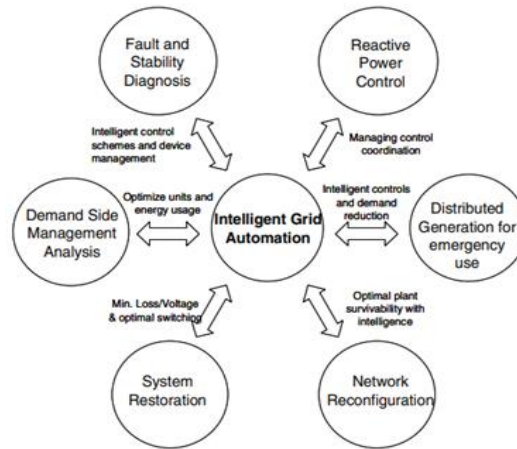 Fault and
Stability
Diagnosis
Reactive
Power
Control
Intelligent control
schemes and device
management
Managing control
coordination
Demand Side
Management
Analysis
Optimize units and
energy usage
Intelligent Grid
Automation
Intelligent controls
and demand
reduction
Distributed
Generation for
emergency
use
Min. Loss/Voltage
& optimal switching
Optimal plant
survivability with
intelligence
System
Restoration
Network
Reconfiguration